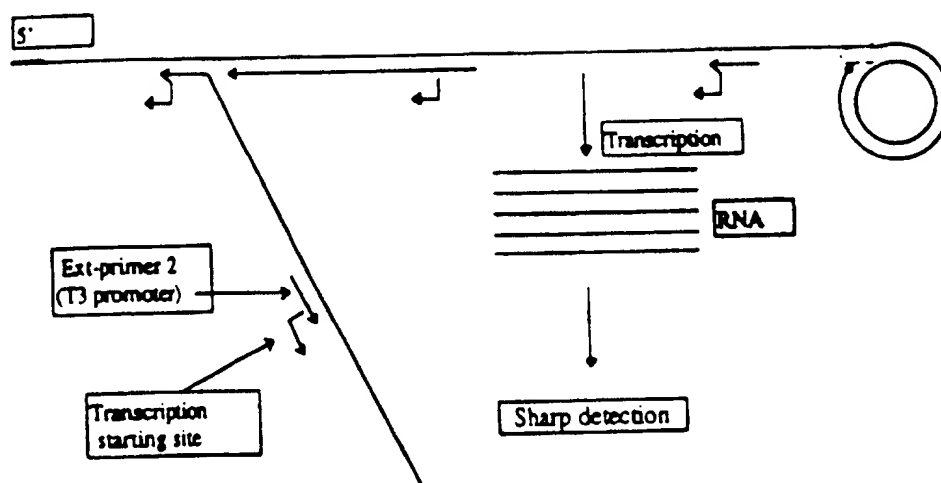 5'
Transcription
RNA
Ext-primer 2
(T3 promoter)
Transcription
starting site
Sharp detection